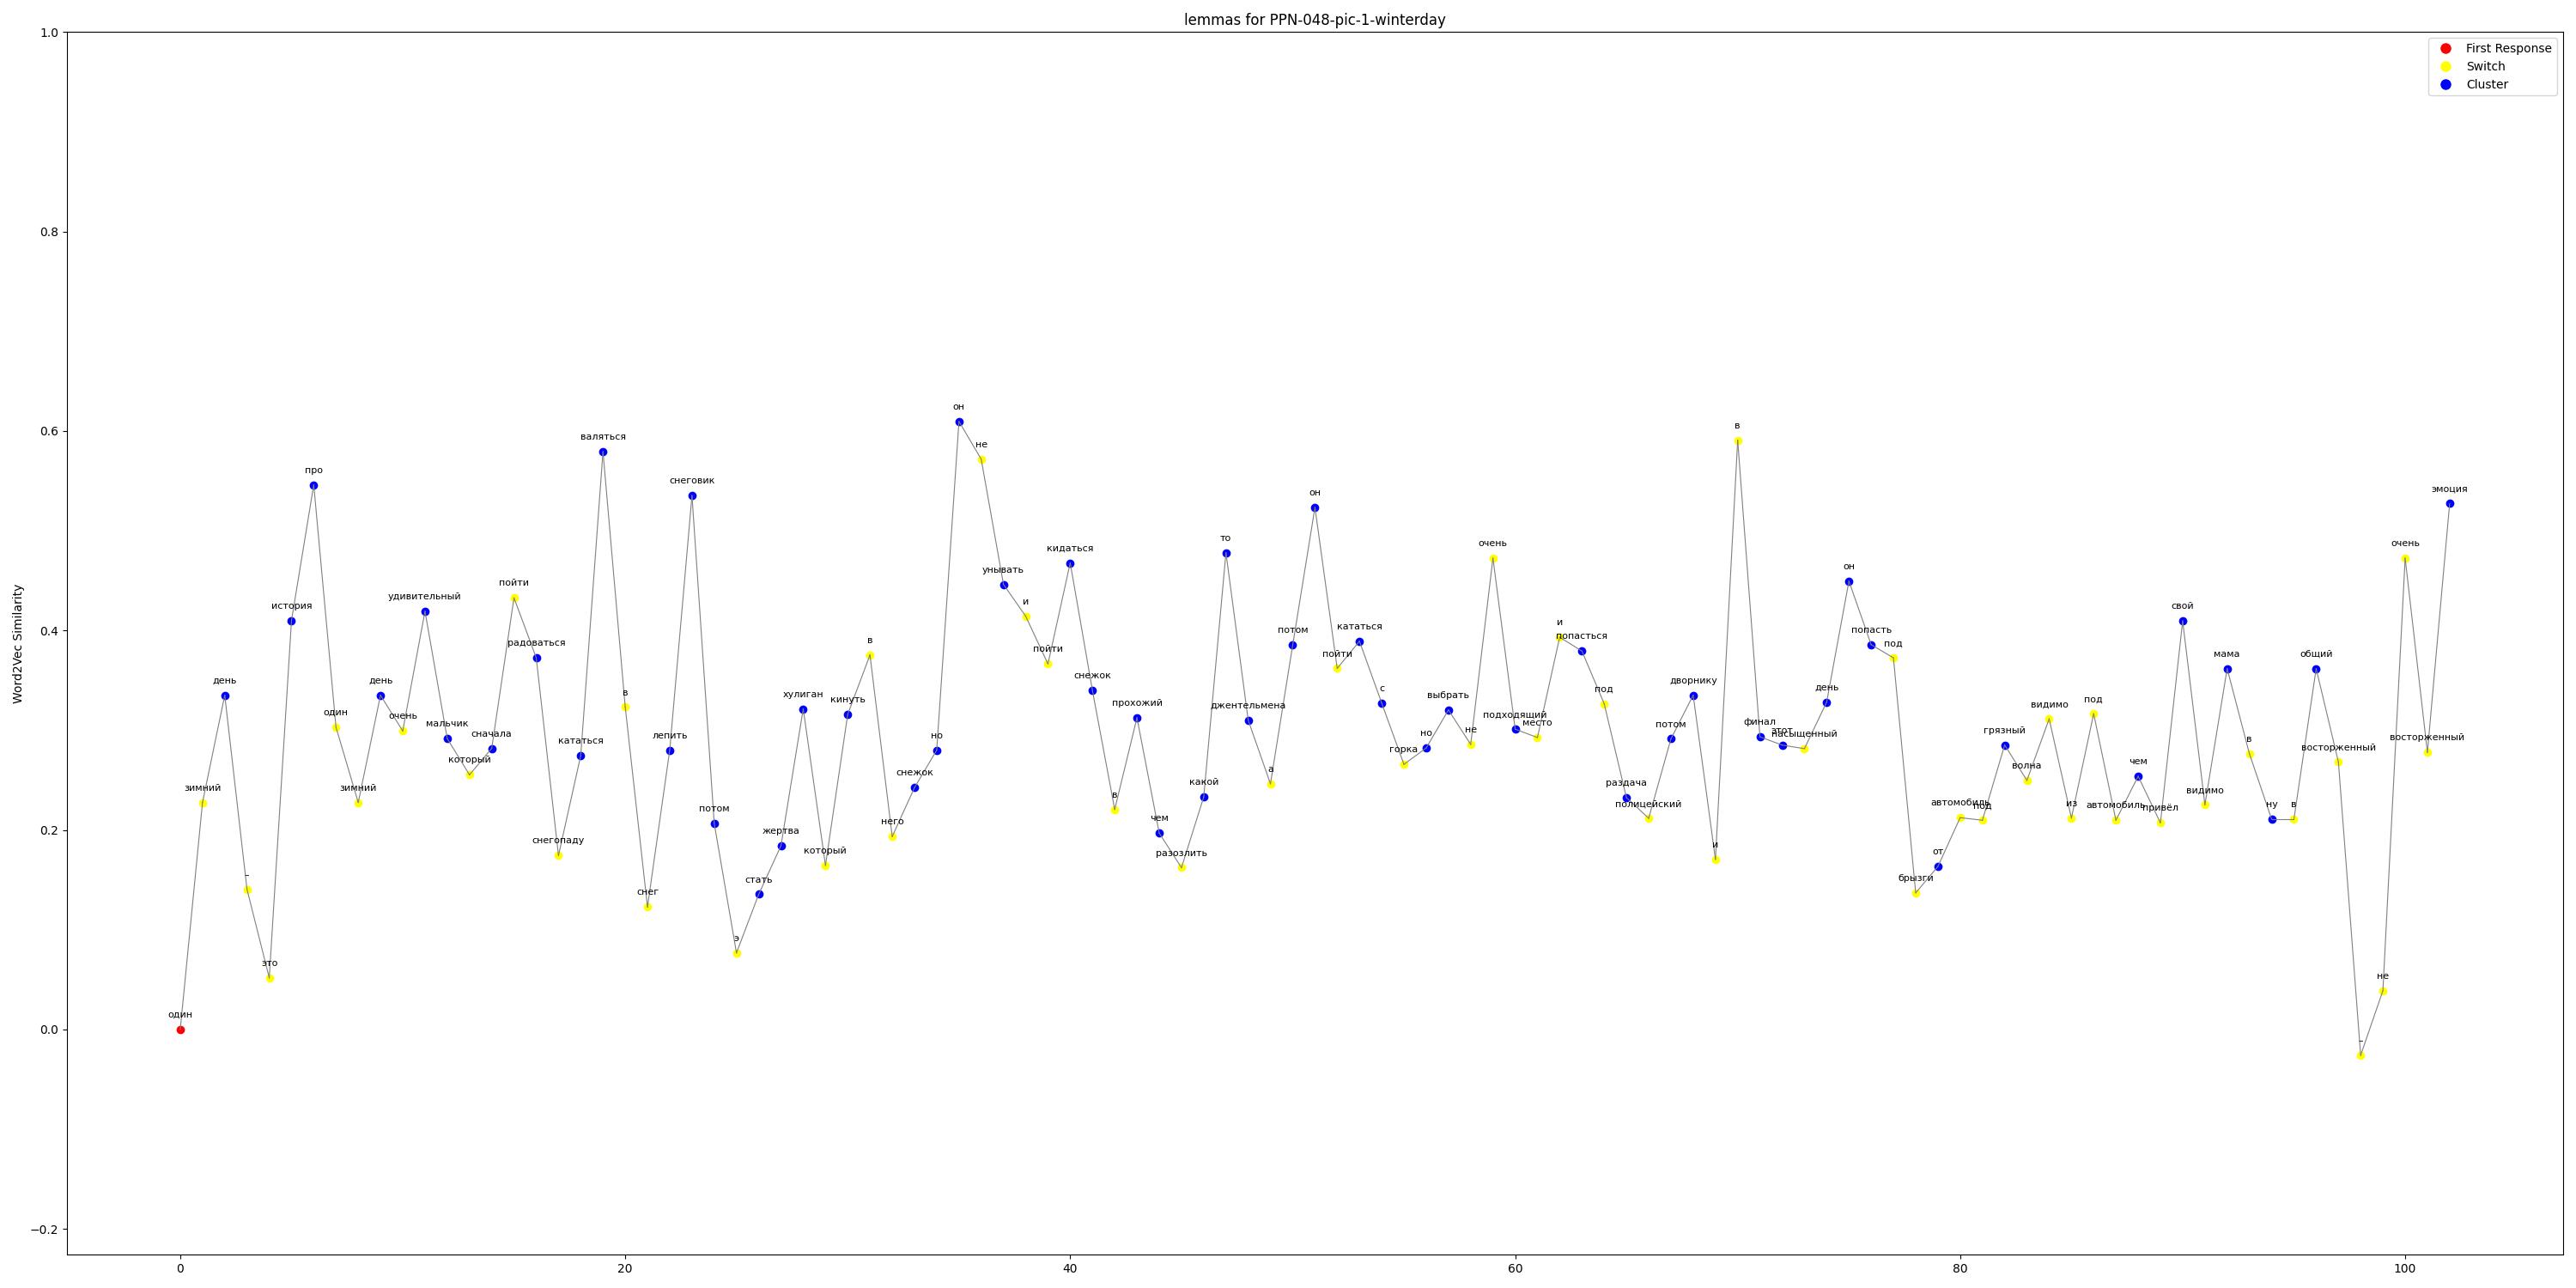 lemmas for PPN-048-pic-1-winterday
First Response
Switch
Cluster
Word2Vec Similarity
1.0
0.8
0.6
0.4
0.2
0.0
−0.2
0
20
40
60
80
100
один
зимний
день
–
это
история
про
один
зимний
день
очень
удивительный
мальчик
который
сначала
пойти
радоваться
снегопаду
кататься
валяться
в
снег
лепить
снеговик
потом
э
стать
жертва
хулиган
который
кинуть
в
него
снежок
но
он
не
унывать
и
пойти
кидаться
снежок
в
прохожий
чем
разозлить
какой
то
джентельмена
а
потом
он
пойти
кататься
с
горка
но
выбрать
не
очень
подходящий
место
и
попасться
под
раздача
полицейский
потом
дворнику
и
в
финал
этот
насыщенный
день
он
попасть
под
брызги
от
автомобиль
под
грязный
волна
видимо
из
под
автомобиль
чем
привёл
свой
видимо
мама
в
ну
в
общий
восторженный
–
не
очень
восторженный
эмоция